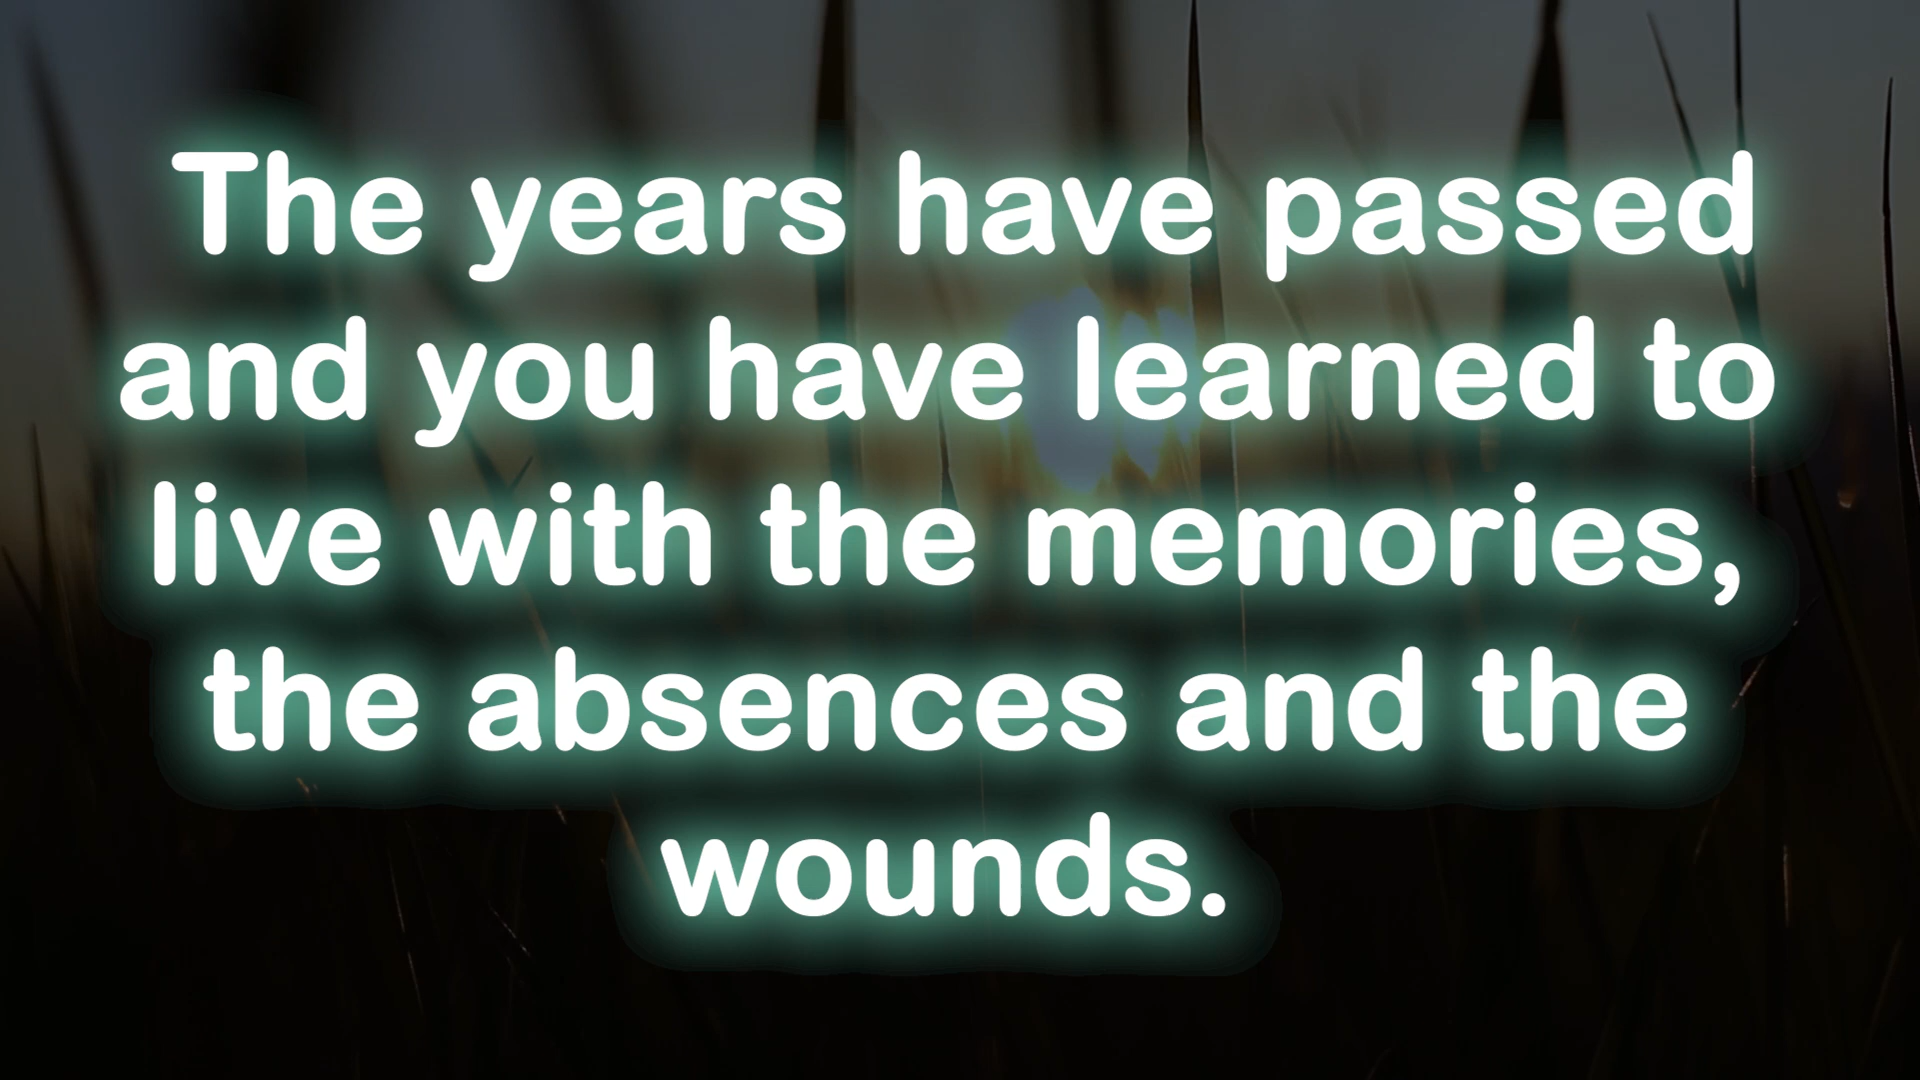 The years have passed
and you have learned to
live with the memories,
the absences and the
wounds.